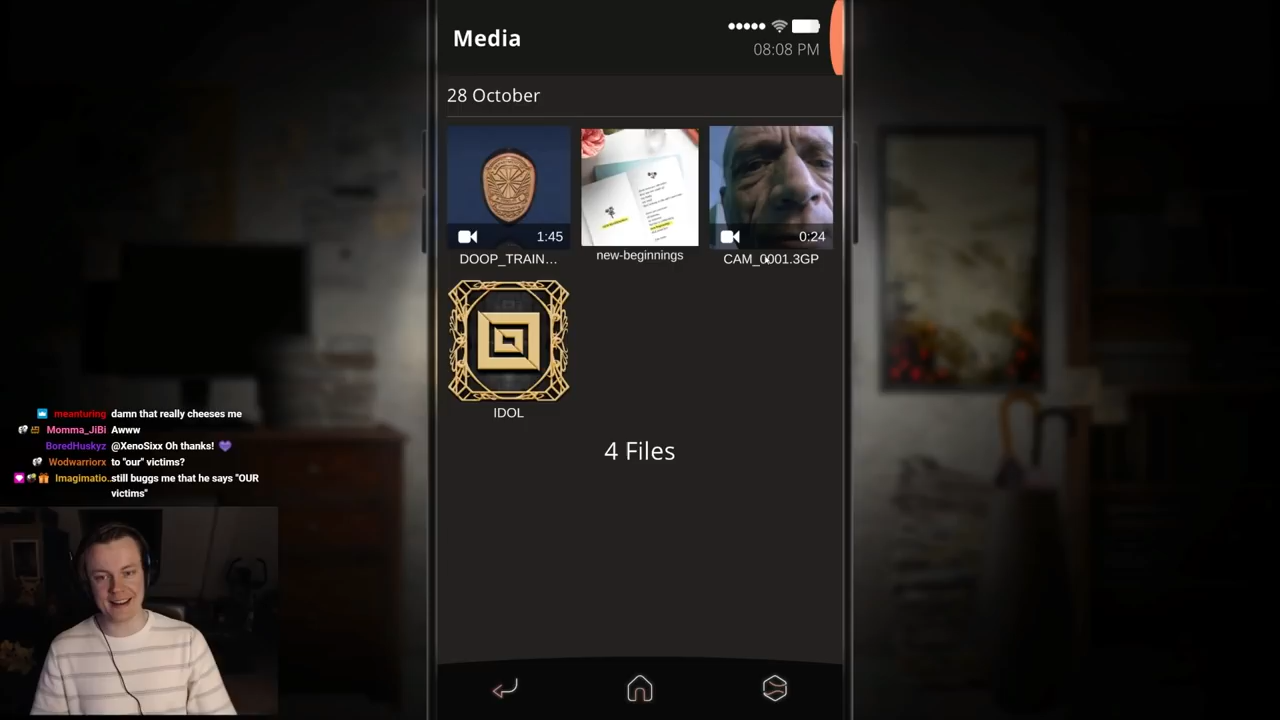 Media
08:08 PM
28 October
1:45
0:24
DOOP_TRAIN...
new-beginnings
CAM_0001.3GP
IDOL
4 Files
meanturing damn that really cheeses me
Momma_JiBi Awww
BoredHuskyz @XenoSixx Oh thanks! 💜
Wodwarriorx to "our" victims?
Imaginatio.. still buggs me that he says "OUR
victims"